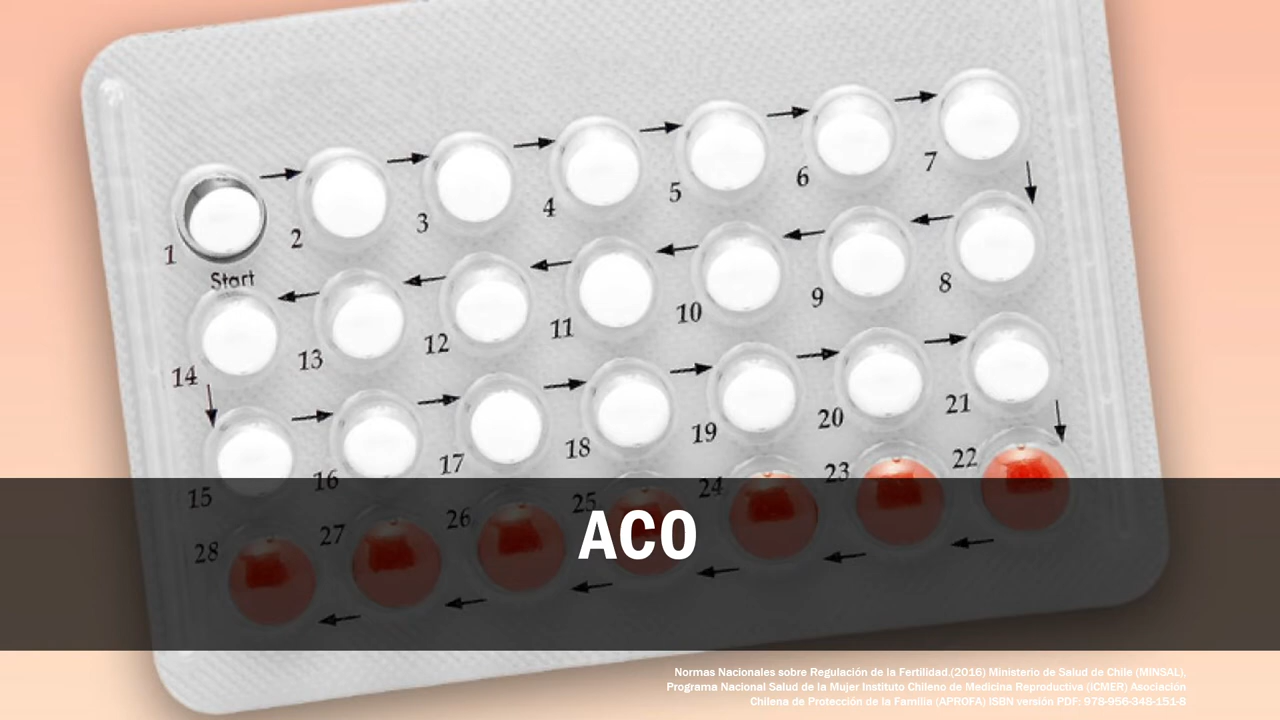 1 2 3 4 5 6 7
Start
14 13 12 11 10 9 8
15 16 17 18 19 20 21
28 27 26 25 24 23 22
ACO
Normas Nacionales sobre Regulación de la Fertilidad.(2016) Ministerio de Salud de Chile (MINSAL),
Programa Nacional Salud de la Mujer Instituto Chileno de Medicina Reproductiva (ICMER) Asociación
Chilena de Protección de la Familia (APROFA) ISBN versión PDF: 978-956-348-151-8